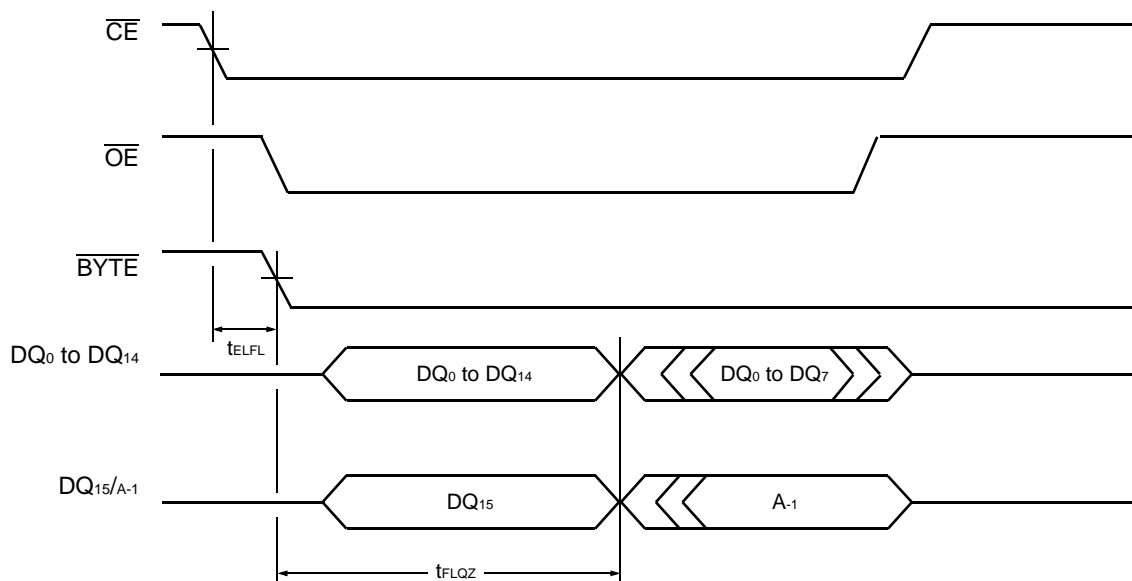 CE
OE
BYTE
tELFL
DQ0 to DQ14
DQ0 to DQ14
DQ0 to DQ7
DQ15/A-1
DQ15
A-1
tFLQZ